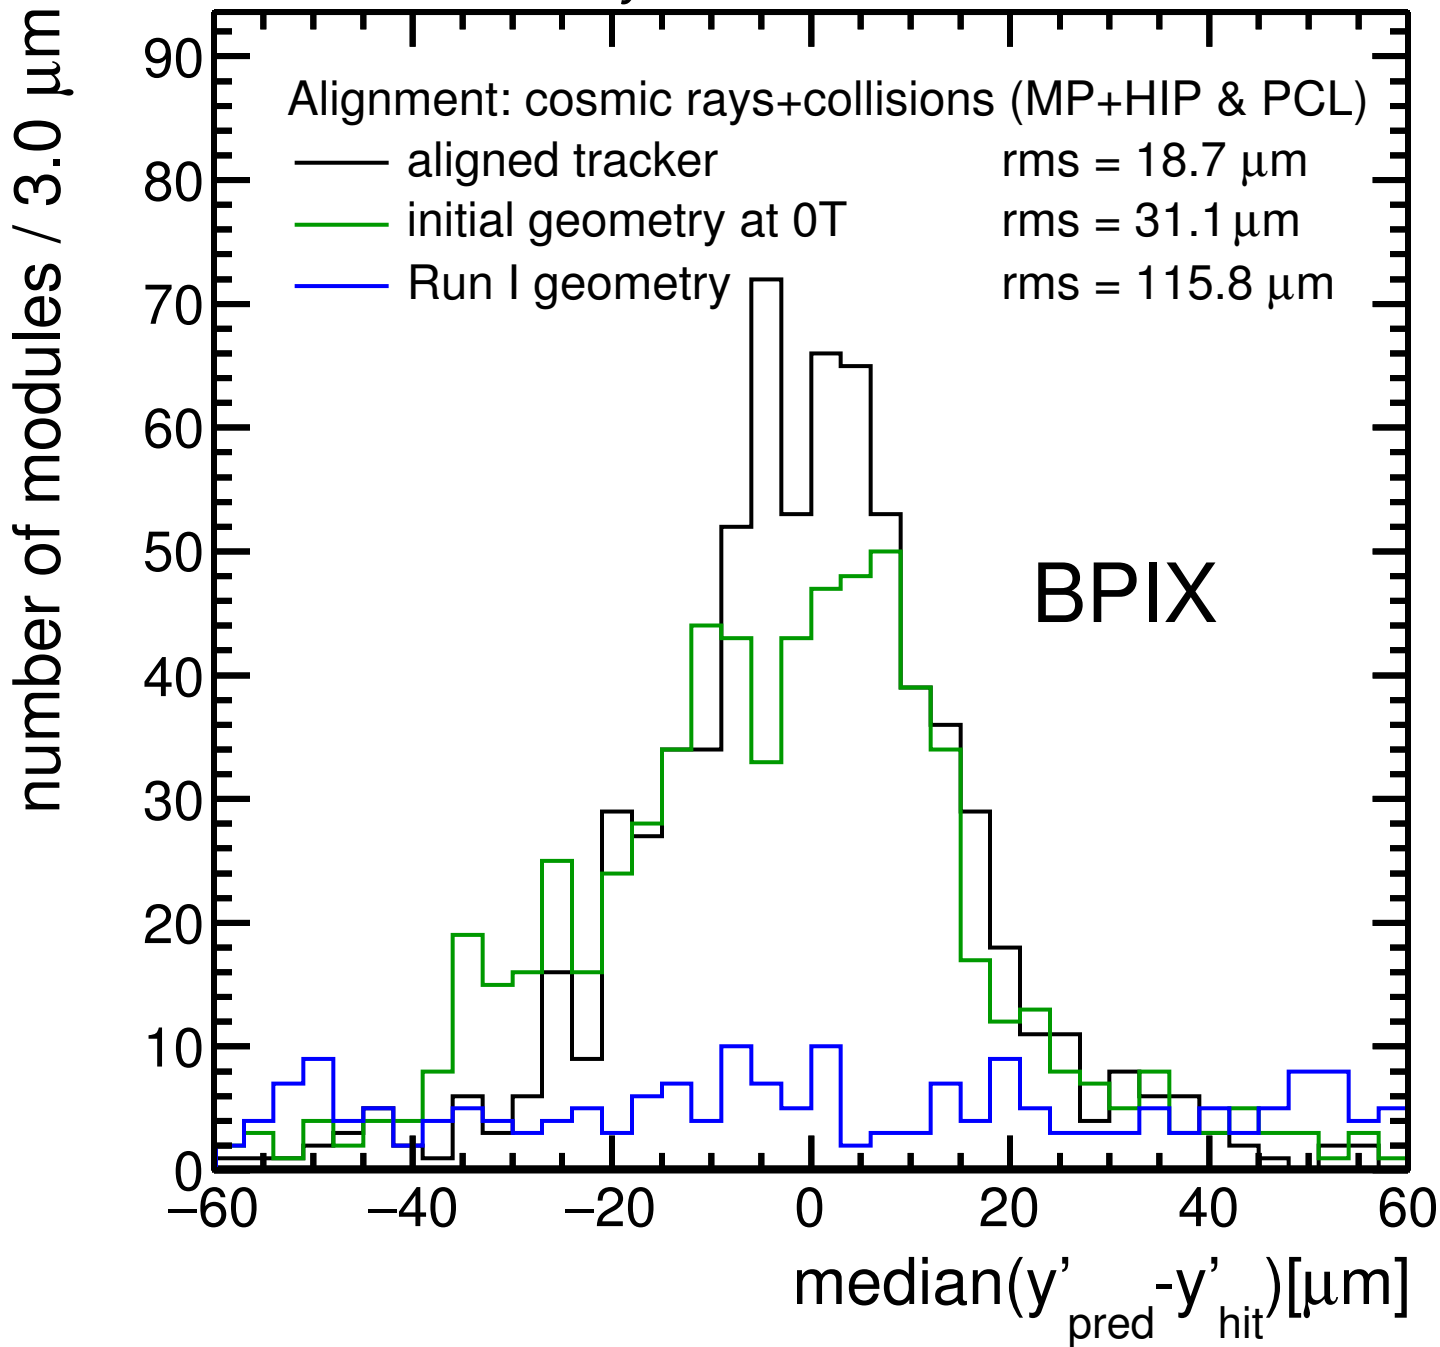 number of modules / 3.0 μm
90
80
70
60
50
40
30
20
10
0
Alignment: cosmic rays+collisions (MP+HIP & PCL)
aligned tracker rms = 18.7 μm
initial geometry at 0T rms = 31.1 μm
Run I geometry rms = 115.8 μm
BPIX
−60 −40 −20 0 20 40 60
median(y’pred-y’hit)[μm]